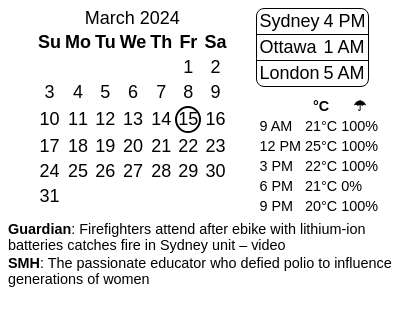 March 2024
Su Mo Tu We Th Fr Sa
1 2
3 4 5 6 7 8 9
10 11 12 13 14 15 16
17 18 19 20 21 22 23
24 25 26 27 28 29 30
31
Sydney 4 PM
Ottawa 1 AM
London 5 AM
°C ☂
9 AM 21°C 100%
12 PM 25°C 100%
3 PM 22°C 100%
6 PM 21°C 0%
9 PM 20°C 100%
Guardian: Firefighters attend after ebike with lithium-ion
batteries catches fire in Sydney unit – video
SMH: The passionate educator who defied polio to influence
generations of women